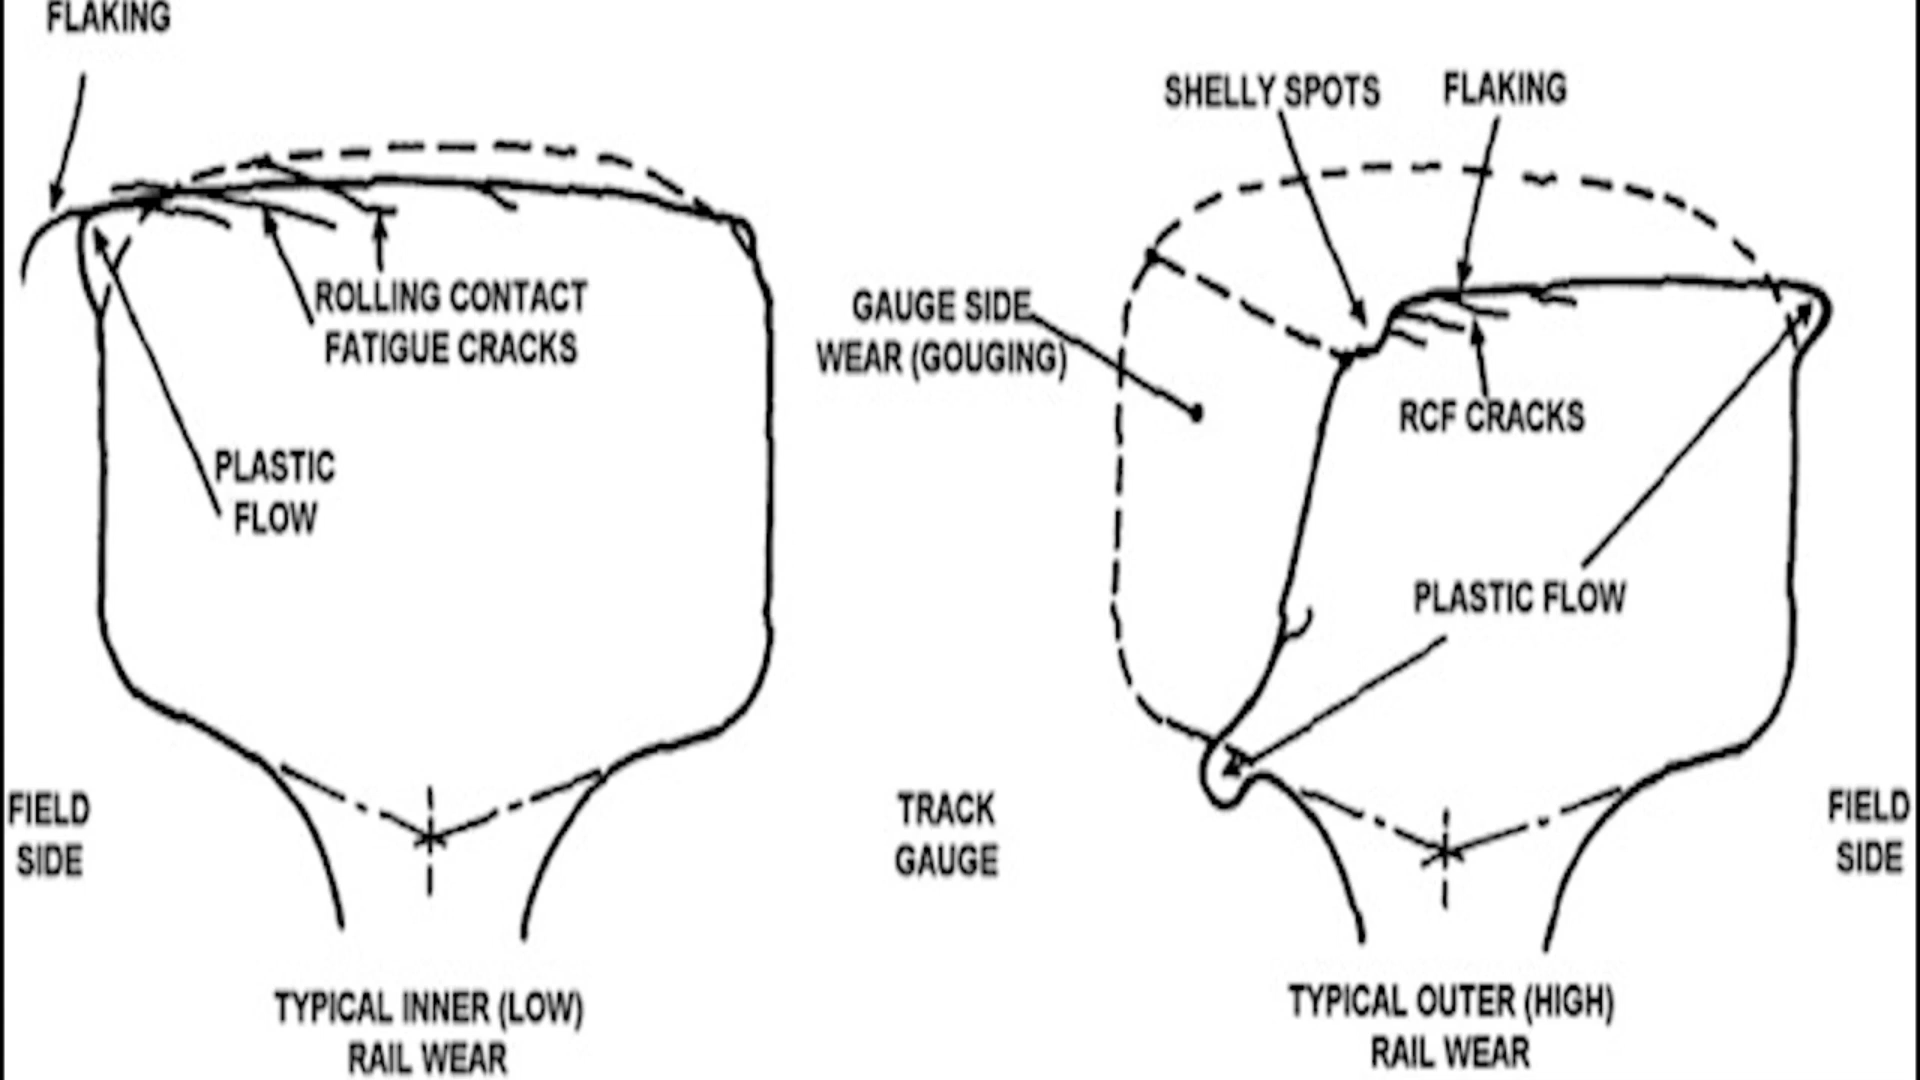 FLAKING
ROLLING CONTACT
FATIGUE CRACKS
PLASTIC
FLOW
FIELD
SIDE
TYPICAL INNER (LOW)
RAIL WEAR
SHELLY SPOTS
FLAKING
GAUGE SIDE
WEAR (GOUGING)
RCF CRACKS
PLASTIC FLOW
TRACK
GAUGE
FIELD
SIDE
TYPICAL OUTER (HIGH)
RAIL WEAR